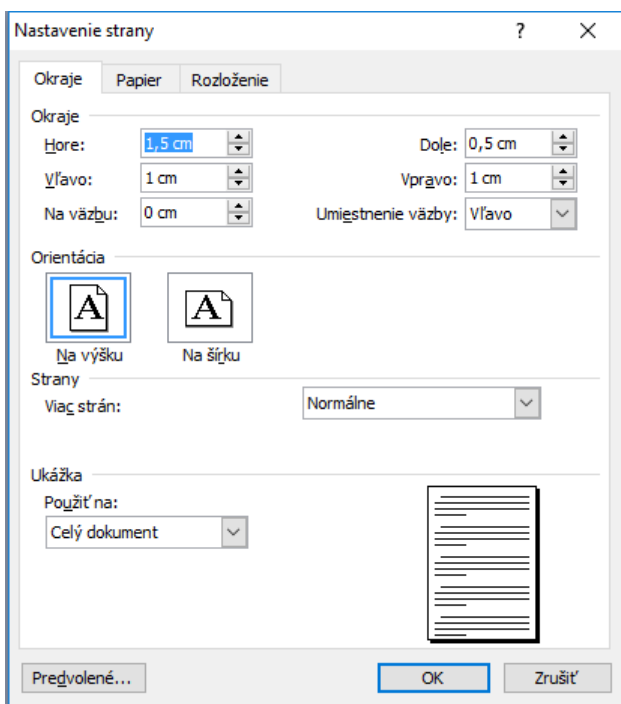 Nastavenie strany ?
Okraje Papier Rozloženie
Okraje
Hore: 1,5 cm Dole: 0,5 cm
Vľavo: 1 cm Vpravo: 1 cm
Na väzbu: 0 cm Umiestnenie väzby: Vľavo
Orientácia
A A
Na výšku Na šírku
Strany
Viac strán: Normálne
Ukážka
Použiť na:
Celý dokument
Predvolené... OK Zrušiť